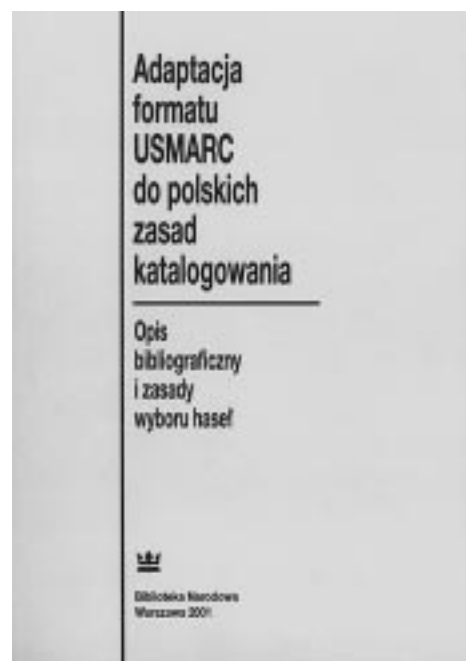 Adaptacja
formatu
USMARC
do polskich
zasad
katalogowania
Opis
bibliograficzny
i zasady
wyboru haseł
Biblioteka Narodowa
Warszawa 2001